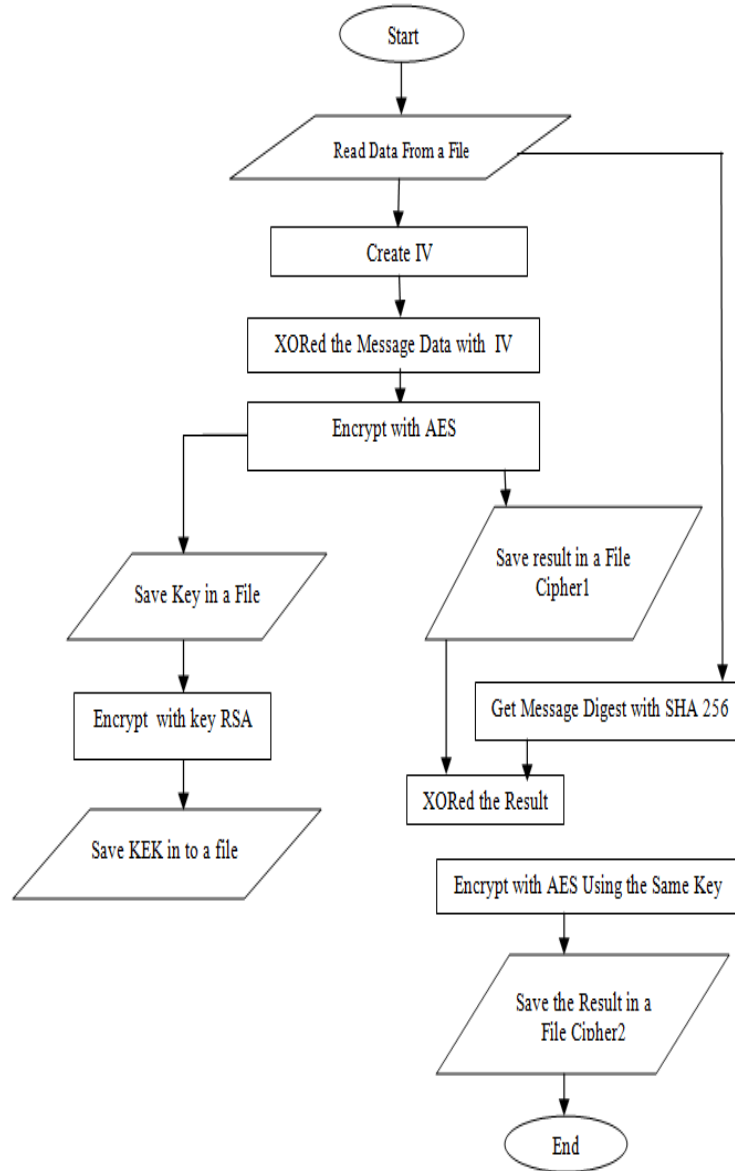 Start
Read Data From a File
Create IV
XORed the Message Data with IV
Encrypt with AES
Save Key in a File
Save result in a File
Cipher1
Encrypt with key RSA
Get Message Digest with SHA 256
XORed the Result
Save KEK in to a file
Encrypt with AES Using the Same Key
Save the Result in a
File Cipher2
End